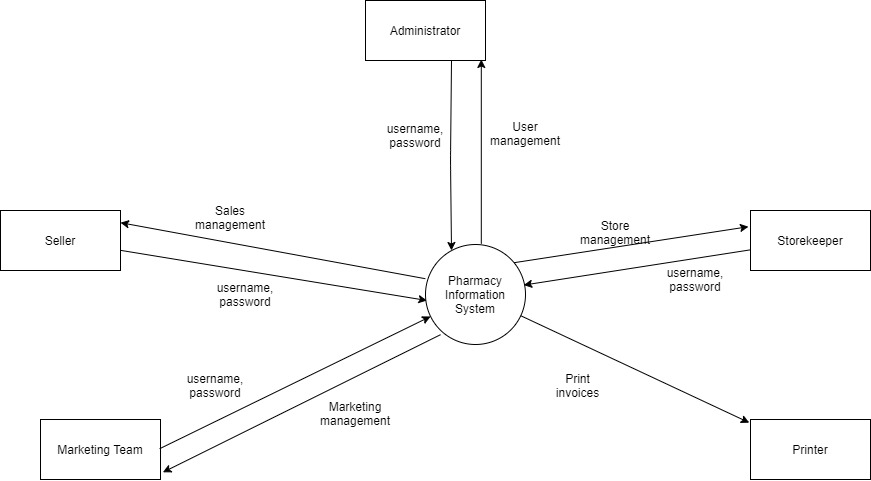 Administrator
username,
password
User
management
Sales
management
Seller
Store
management
Storekeeper
username,
password
Pharmacy
Information
System
username,
password
username,
password
Print
invoices
Marketing
management
Marketing Team
Printer